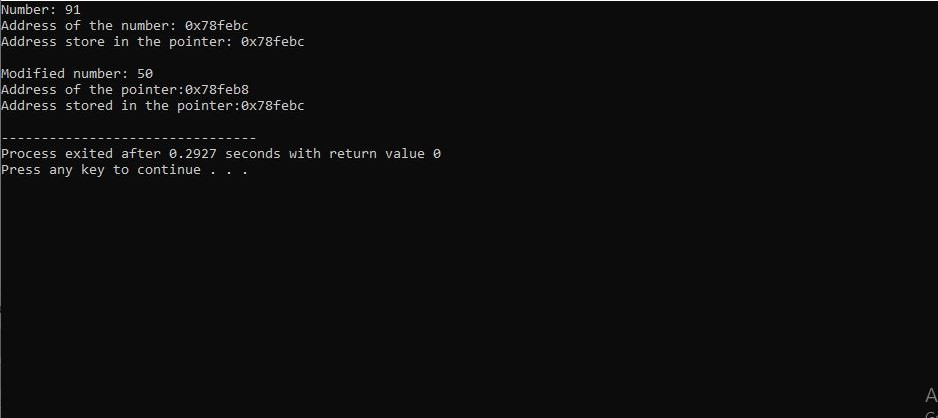 Number: 91
Address of the number: 0x78febc
Address store in the pointer: 0x78febc
Modified number: 50
Address of the pointer:0x78feb8
Address stored in the pointer:0x78febc
--------------------------------
Process exited after 0.2927 seconds with return value 0
Press any key to continue . . .